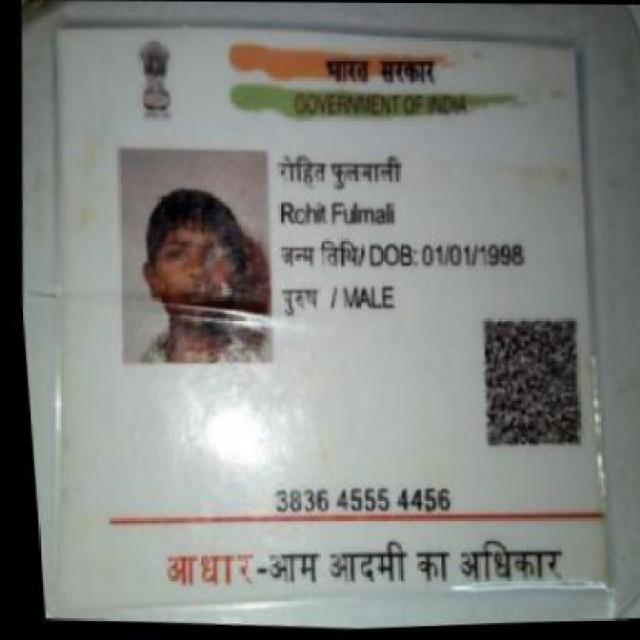 भारत सरकार
GOVERNMENT OF INDIA
रोहित फुलमाली
Rohit Fulmali
जन्म तिथि/ DOB: 01/01/1998
पुरुष / MALE
3836 4555 4456
आधार-आम आदमी का अधिकार